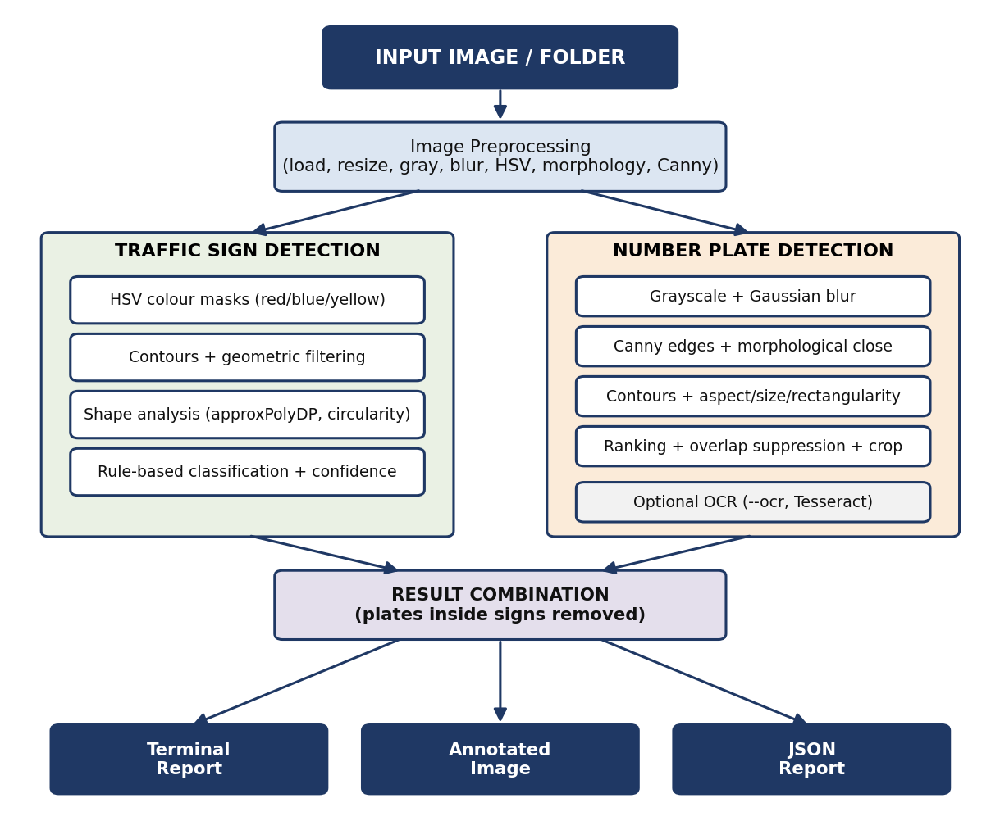 INPUT IMAGE / FOLDER
Image Preprocessing
(load, resize, gray, blur, HSV, morphology, Canny)
TRAFFIC SIGN DETECTION
HSV colour masks (red/blue/yellow)
Contours + geometric filtering
Shape analysis (approxPolyDP, circularity)
Rule-based classification + confidence
NUMBER PLATE DETECTION
Grayscale + Gaussian blur
Canny edges + morphological close
Contours + aspect/size/rectangularity
Ranking + overlap suppression + crop
Optional OCR (--ocr, Tesseract)
RESULT COMBINATION
(plates inside signs removed)
Terminal
Report
Annotated
Image
JSON
Report